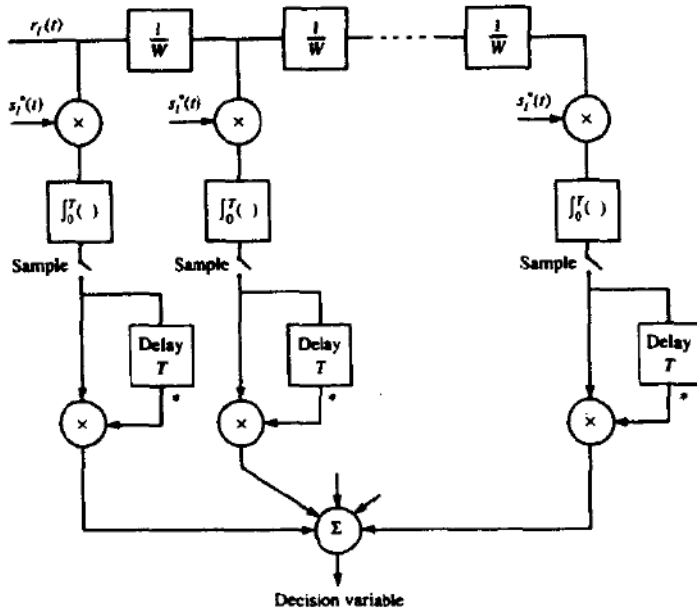 r_l(t)
1/W
1/W
1/W
s_l*(t)
×
s_l*(t)
×
s_l*(t)
×
∫_0^T( )
∫_0^T( )
∫_0^T( )
Sample
Sample
Sample
Delay T
Delay T
Delay T
*
*
*
×
×
×
Σ
Decision variable